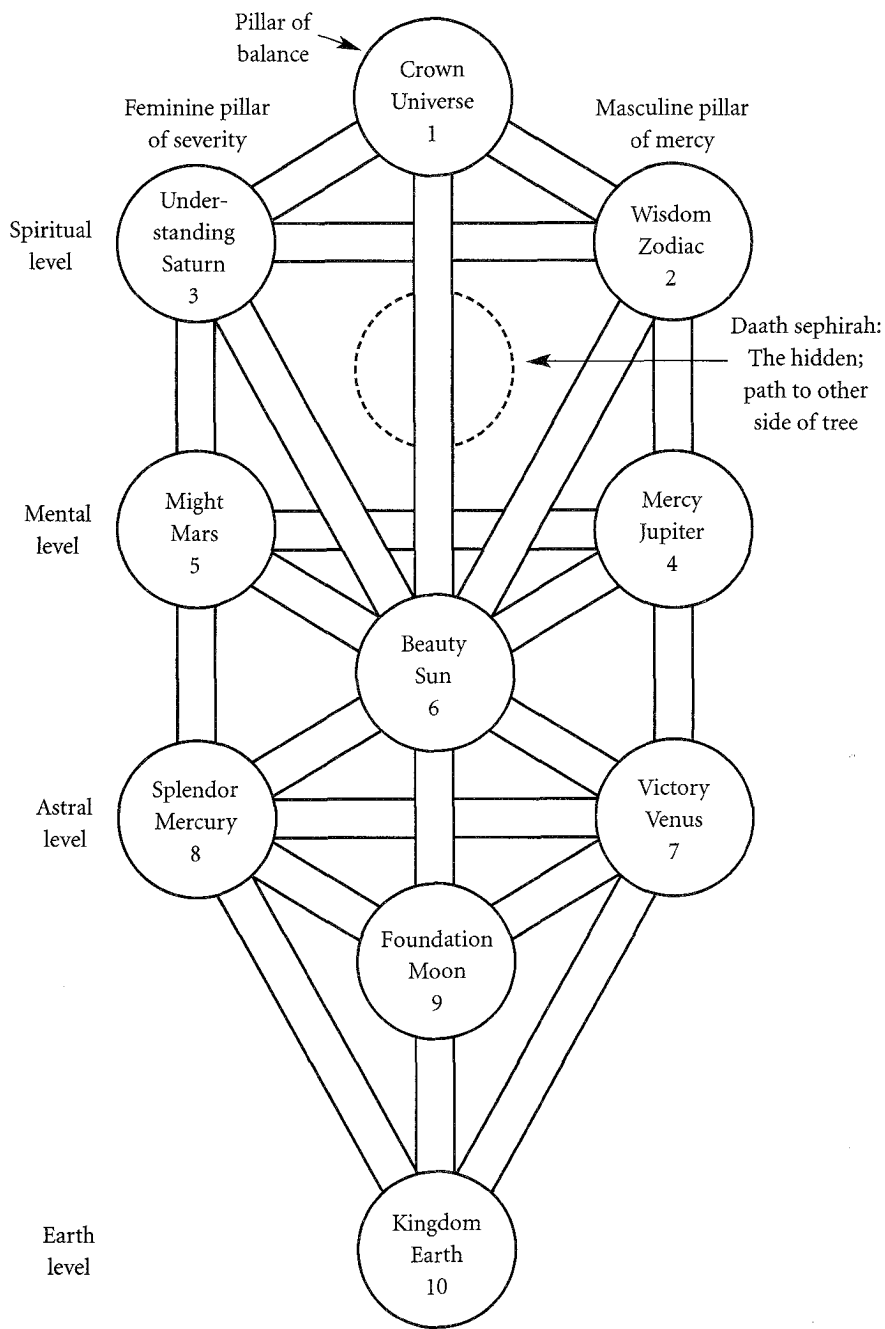 Pillar of
balance
Crown
Universe
1
Feminine pillar
of severity
Masculine pillar
of mercy
Spiritual
level
Under-
standing
Saturn
3
Wisdom
Zodiac
2
Daath sephirah:
The hidden;
path to other
side of tree
Mental
level
Might
Mars
5
Mercy
Jupiter
4
Beauty
Sun
6
Astral
level
Splendor
Mercury
8
Victory
Venus
7
Foundation
Moon
9
Earth
level
Kingdom
Earth
10